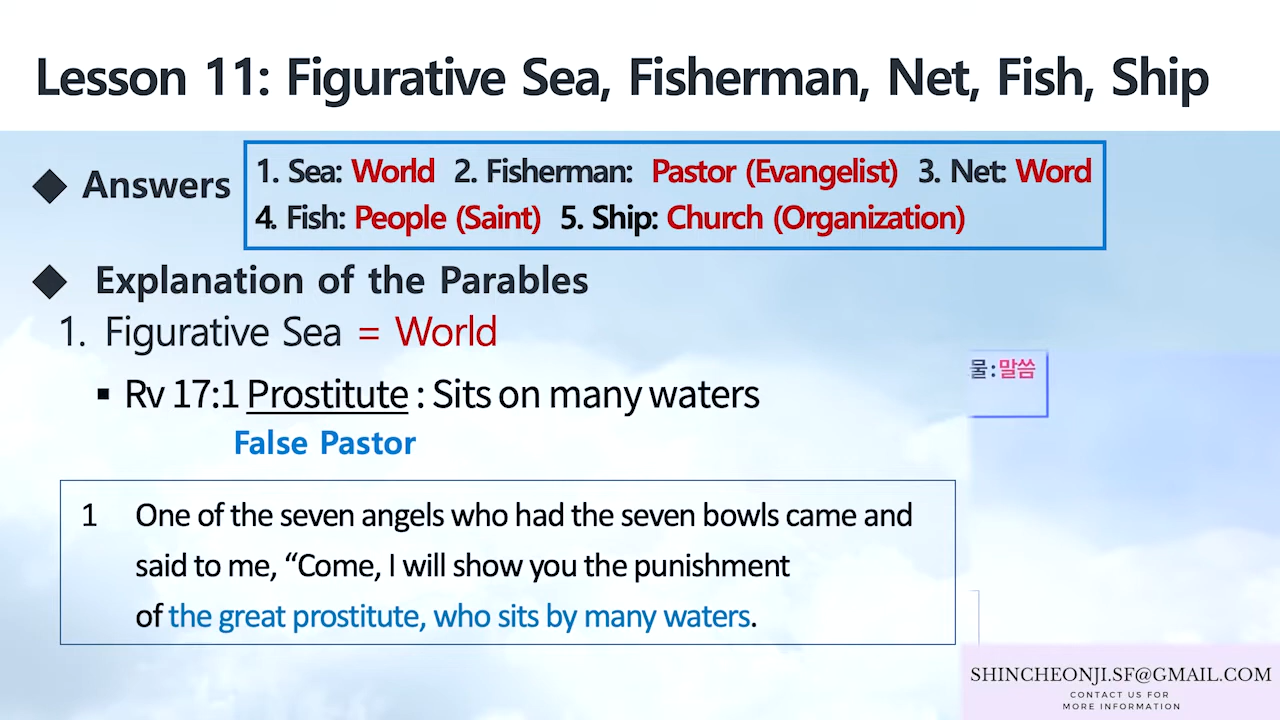 Lesson 11: Figurative Sea, Fisherman, Net, Fish, Ship
◆ Answers
1. Sea: World 2. Fisherman: Pastor (Evangelist) 3. Net: Word
4. Fish: People (Saint) 5. Ship: Church (Organization)
◆ Explanation of the Parables
1. Figurative Sea = World
물:말씀
▪ Rv 17:1 Prostitute : Sits on many waters
False Pastor
1 One of the seven angels who had the seven bowls came and
said to me, “Come, I will show you the punishment
of the great prostitute, who sits by many waters.
SHINCHEONJI.SF@GMAIL.COM
CONTACT US FOR
MORE INFORMATION